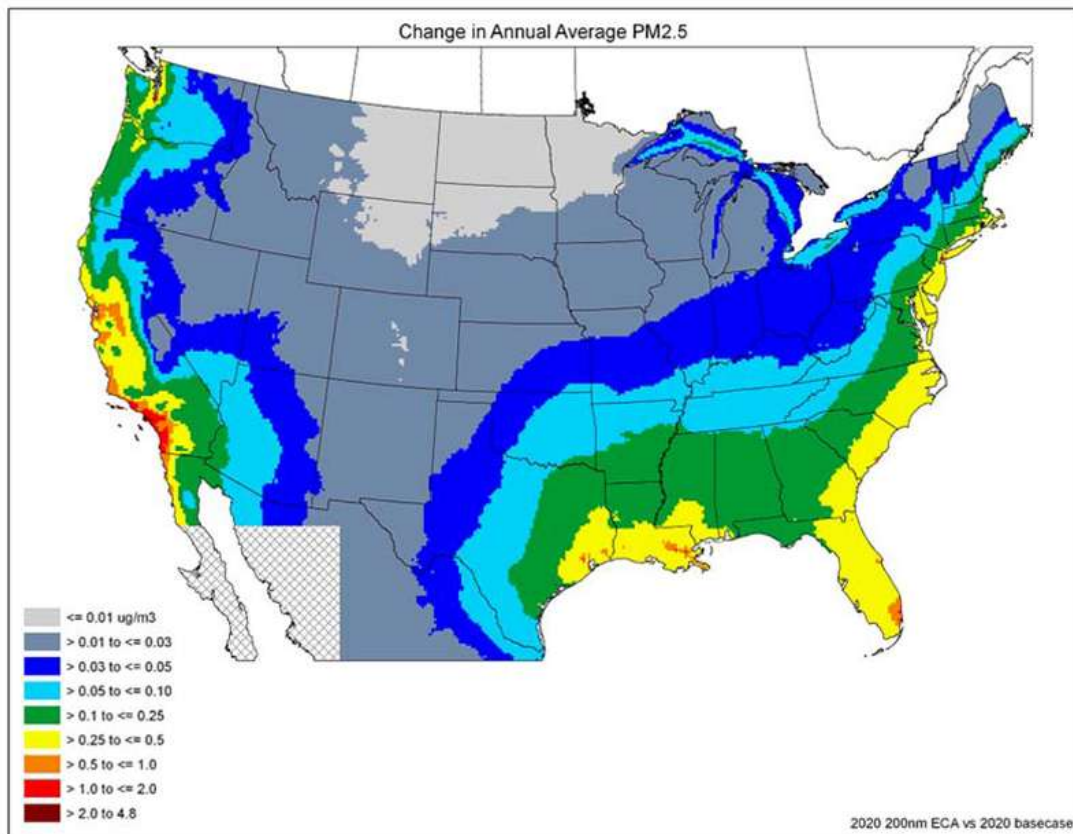 Change in Annual Average PM2.5
<= 0.01 ug/m3
> 0.01 to <= 0.03
> 0.03 to <= 0.05
> 0.05 to <= 0.10
> 0.1 to <= 0.25
> 0.25 to <= 0.5
> 0.5 to <= 1.0
> 1.0 to <= 2.0
> 2.0 to 4.8
2020 200nm ECA vs 2020 basecase